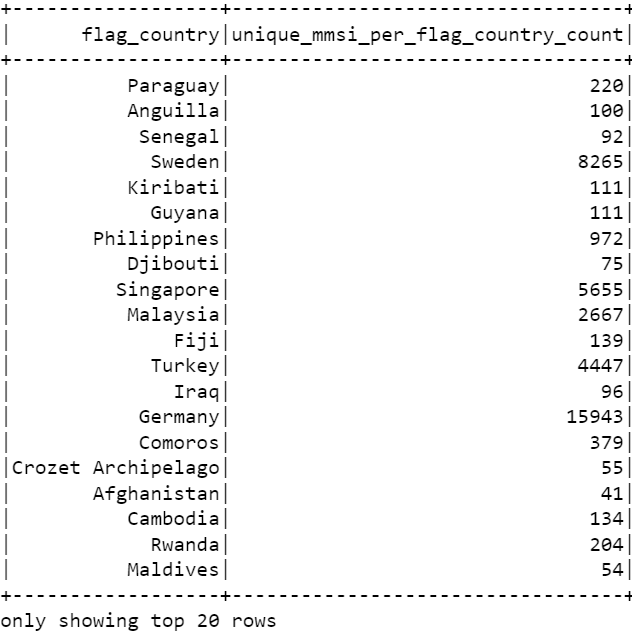 +-------------------+---------------------------------+
|       flag_country|unique_mmsi_per_flag_country_count|
+-------------------+---------------------------------+
|           Paraguay|                              220|
|           Anguilla|                              100|
|            Senegal|                               92|
|             Sweden|                             8265|
|           Kiribati|                              111|
|             Guyana|                              111|
|        Philippines|                              972|
|           Djibouti|                               75|
|          Singapore|                             5655|
|           Malaysia|                             2667|
|               Fiji|                              139|
|             Turkey|                             4447|
|               Iraq|                               96|
|            Germany|                            15943|
|            Comoros|                              379|
|Crozet Archipelago|                               55|
|        Afghanistan|                               41|
|           Cambodia|                              134|
|             Rwanda|                              204|
|           Maldives|                               54|
+-------------------+---------------------------------+
only showing top 20 rows